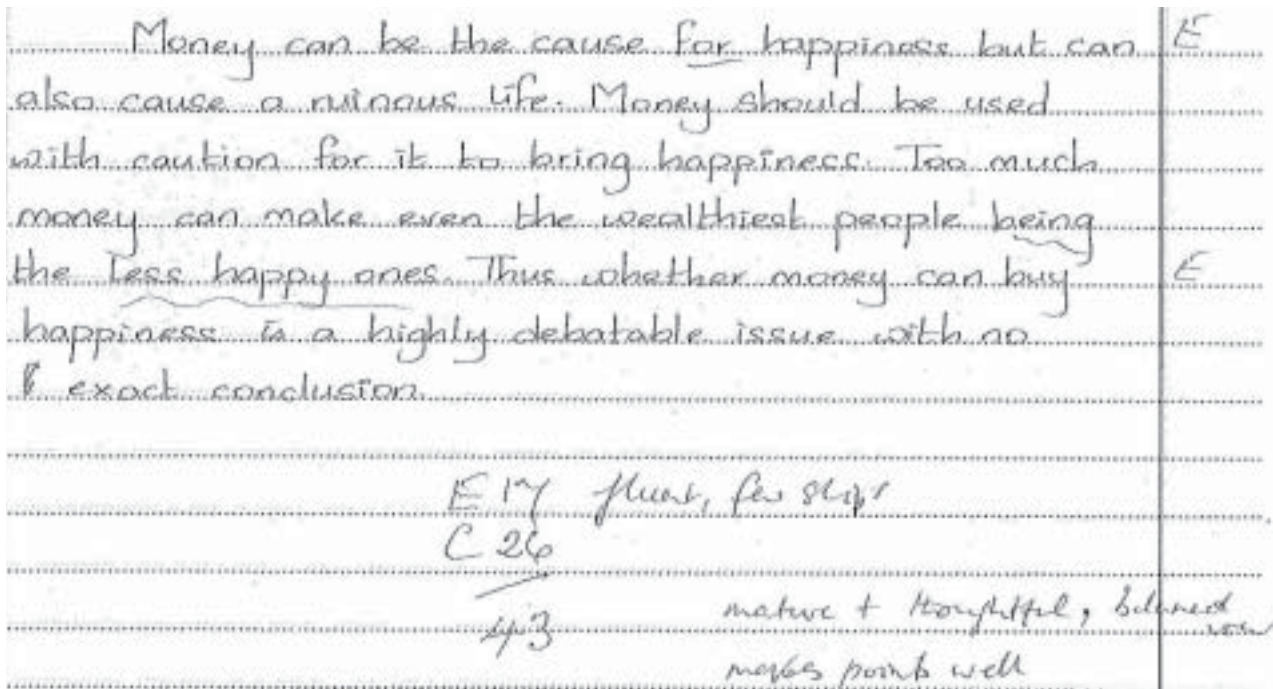 Money can be the cause for happiness but can E
also cause a ruinous life. Money should be used
with caution for it to bring happiness. Too much
money can make even the wealthiest people being
the less happy ones. Thus whether money can buy E
happiness is a highly debatable issue with no
exact conclusion.
E 17 fluent, few slips
C 26
43
mature + thoughtful, balanced view
makes points well